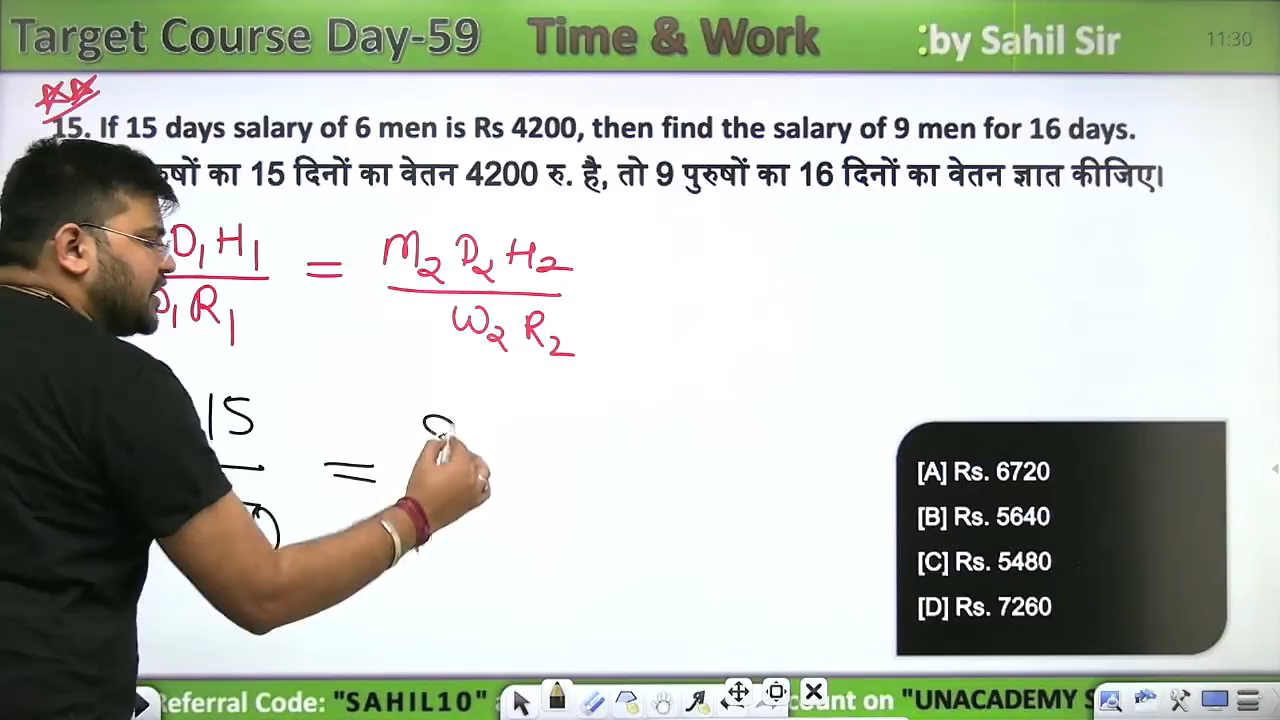 Target Course Day-59 Time & Work :by Sahil Sir 11:30
15. If 15 days salary of 6 men is Rs 4200, then find the salary of 9 men for 16 days.
का 15 दिनों का वेतन 4200 रु. है, तो 9 पुरुषों का 16 दिनों का वेतन ज्ञात कीजिए।
D₁ H₁ = M₂ D₂ H₂
R₁ W₂ R₂
15 =
[A] Rs. 6720
[B] Rs. 5640
[C] Rs. 5480
[D] Rs. 7260
Referral Code: "SAHIL10" count on "UNACADEMY S